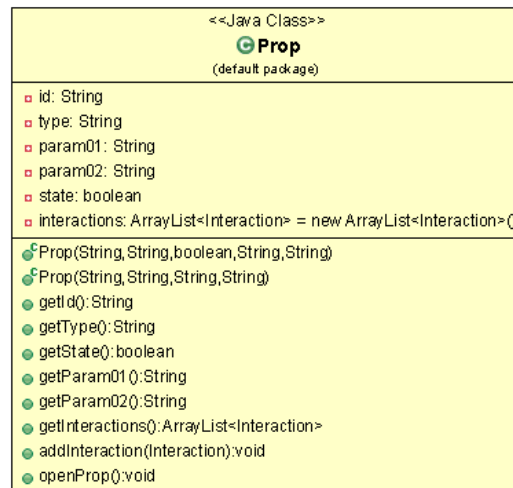 <<Java Class>>
Prop
(default package)
id: String
type: String
param01: String
param02: String
state: boolean
interactions: ArrayList<Interaction> = new ArrayList<Interaction>()
Prop(String,String,boolean,String,String)
Prop(String,String,String,String)
getId():String
getType():String
getState():boolean
getParam01():String
getParam02():String
getInteractions():ArrayList<Interaction>
addInteraction(Interaction):void
openProp():void